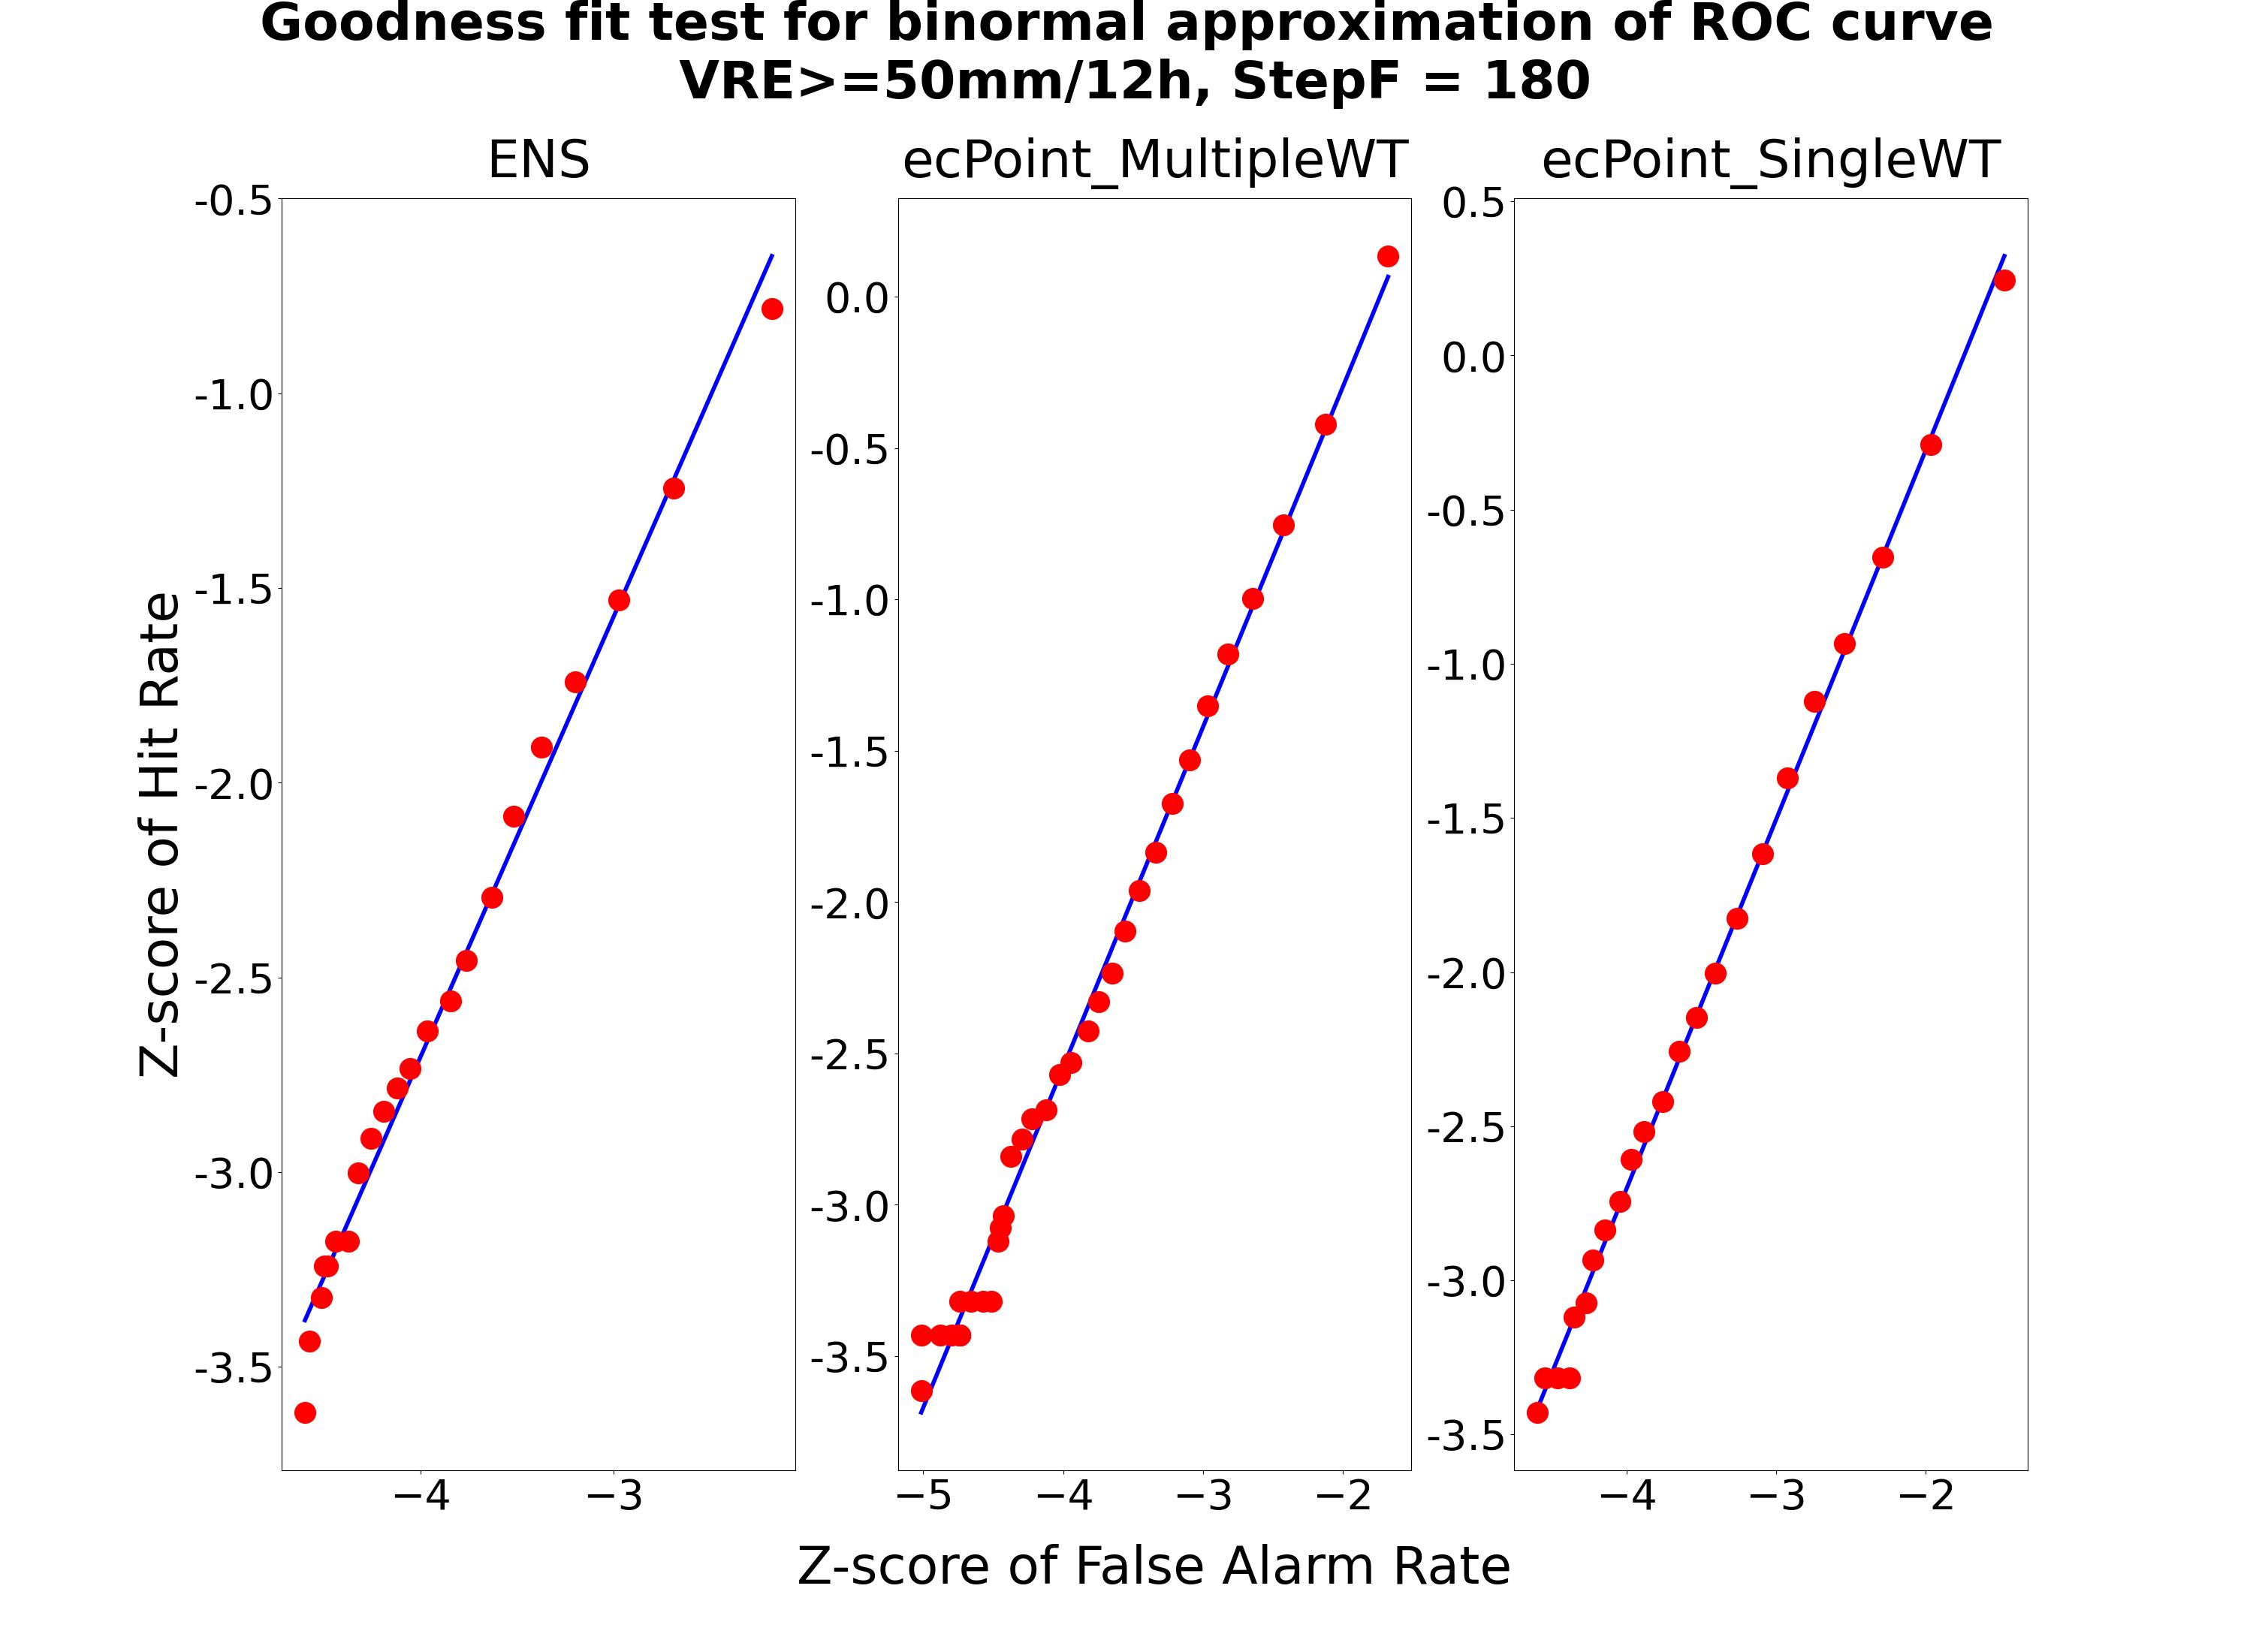 Goodness fit test for binormal approximation of ROC curve
VRE>=50mm/12h, StepF = 180
ENS
ecPoint_MultipleWT
ecPoint_SingleWT
Z-score of Hit Rate
-0.5
-1.0
-1.5
-2.0
-2.5
-3.0
-3.5
−4 −3
0.0
-0.5
-1.0
-1.5
-2.0
-2.5
-3.0
-3.5
−5 −4 −3 −2
0.5
0.0
-0.5
-1.0
-1.5
-2.0
-2.5
-3.0
-3.5
−4 −3 −2
Z-score of False Alarm Rate